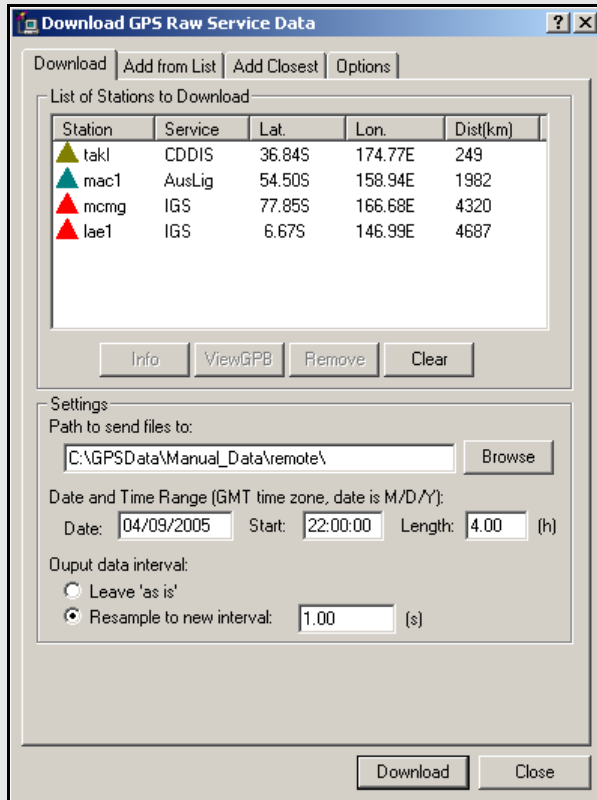 Download GPS Raw Service Data
Download Add from List Add Closest Options
List of Stations to Download
Station Service Lat. Lon. Dist(km)
takl CDDIS 36.84S 174.77E 249
mac1 AusLig 54.50S 158.94E 1982
mcmg IGS 77.85S 166.68E 4320
lae1 IGS 6.67S 146.99E 4687
Info ViewGPB Remove Clear
Settings
Path to send files to:
C:\GPSData\Manual_Data\remote\ Browse
Date and Time Range (GMT time zone, date is M/D/Y):
Date: 04/09/2005 Start: 22:00:00 Length: 4.00 (h)
Ouput data interval:
Leave 'as is'
Resample to new interval: 1.00 (s)
Download Close